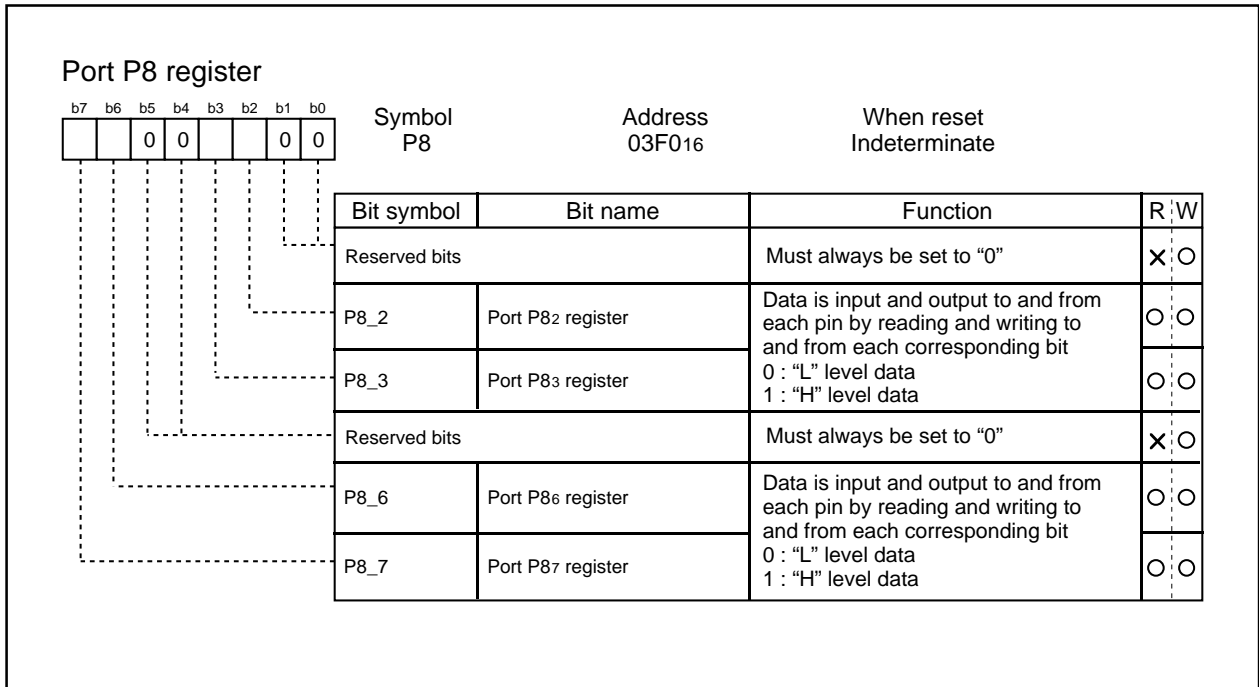 Port P8 register
b7 b6 b5 b4 b3 b2 b1 b0
0 0 0 0
Symbol Address When reset
P8 03F016 Indeterminate
Bit symbol Bit name Function R W
Reserved bits Must always be set to “0” × ○
P8_2 Port P82 register Data is input and output to and from
each pin by reading and writing to
and from each corresponding bit
0 : “L” level data
1 : “H” level data ○ ○
P8_3 Port P83 register ○ ○
Reserved bits Must always be set to “0” × ○
P8_6 Port P86 register Data is input and output to and from
each pin by reading and writing to
and from each corresponding bit
0 : “L” level data
1 : “H” level data ○ ○
P8_7 Port P87 register ○ ○